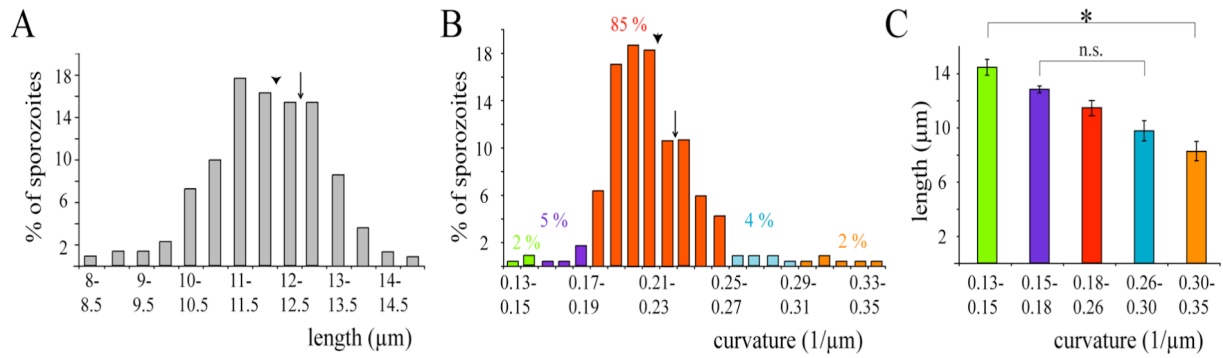 A
% of sporozoites
18
14
10
6
2
8- 9- 10- 11- 12- 13- 14-
8.5 9.5 10.5 11.5 12.5 13.5 14.5
length (µm)
B
% of sporozoites
18
14
10
6
2
85 %
5 %
4 %
2 %
2 %
0.13- 0.17- 0.21- 0.25- 0.29- 0.33-
0.15 0.19 0.23 0.27 0.31 0.35
curvature (1/µm)
C
*
n.s.
length (µm)
14
10
6
2
0.13- 0.15- 0.18- 0.26- 0.30-
0.15 0.18 0.26 0.30 0.35
curvature (1/µm)